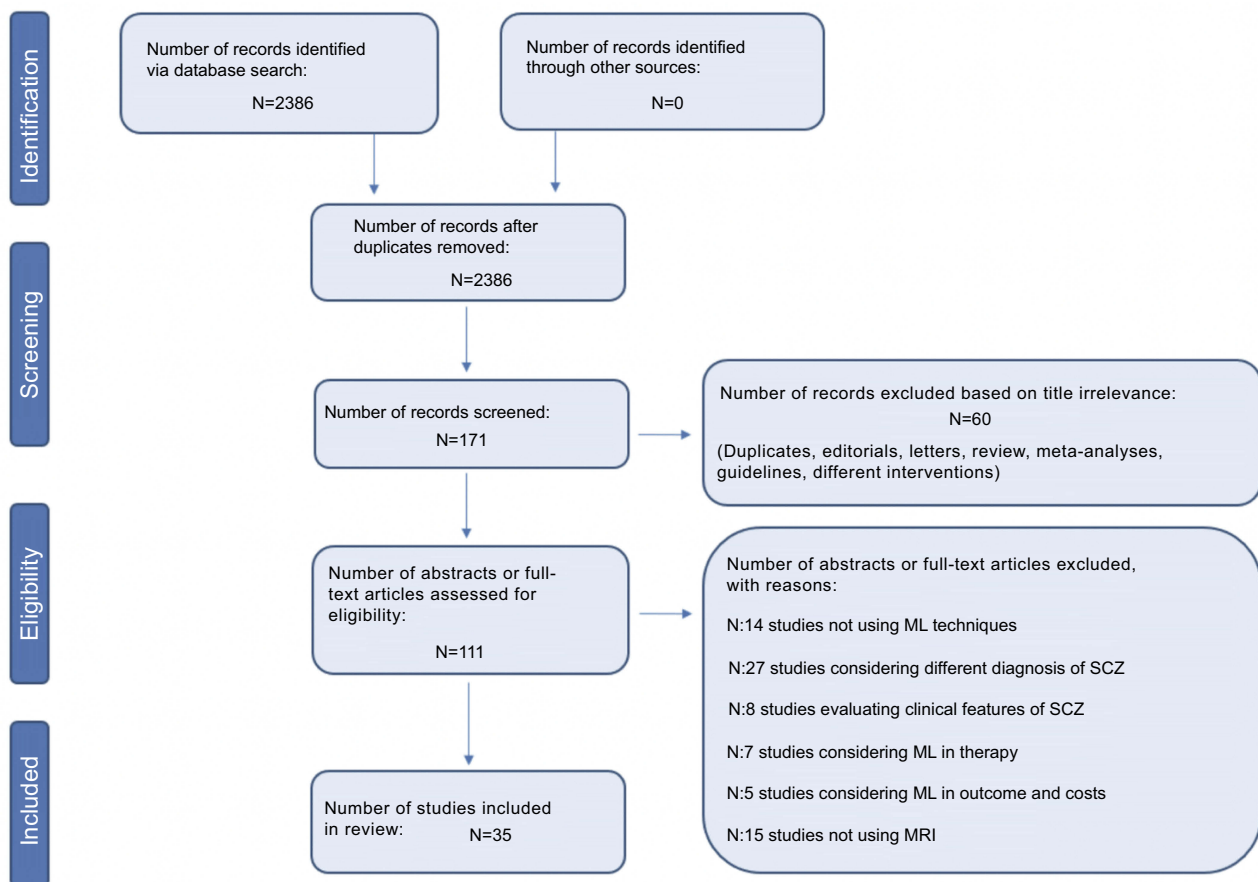 Identification
Number of records identified
via database search:
N=2386
Number of records identified
through other sources:
N=0
Screening
Number of records after
duplicates removed:
N=2386
Number of records screened:
N=171
Number of records excluded based on title irrelevance:
N=60
(Duplicates, editorials, letters, review, meta-analyses,
guidelines, different interventions)
Eligibility
Number of abstracts or full-
text articles assessed for
eligibility:
N=111
Number of abstracts or full-text articles excluded,
with reasons:
N:14 studies not using ML techniques
N:27 studies considering different diagnosis of SCZ
N:8 studies evaluating clinical features of SCZ
N:7 studies considering ML in therapy
N:5 studies considering ML in outcome and costs
N:15 studies not using MRI
Included
Number of studies included
in review: N=35